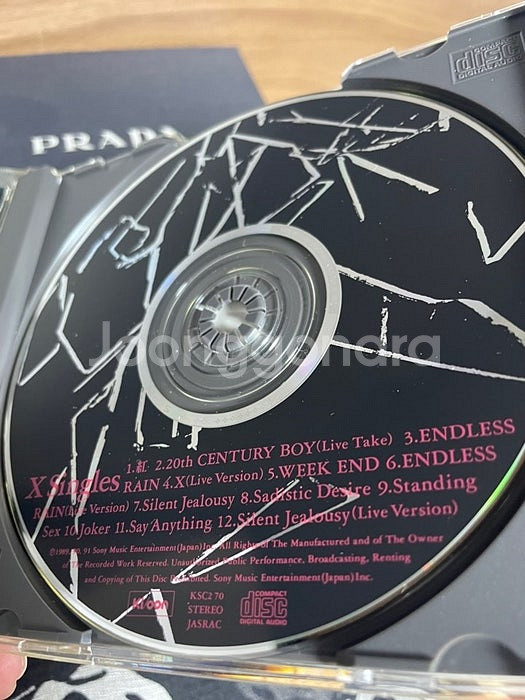 COMPACT
disc
DIGITAL AUDIO
PRADA
Joonggonara
1.紅 2.20th CENTURY BOY(Live Take) 3.ENDLESS
X Singles RAIN 4.X(Live Version) 5.WEEK END 6.ENDLESS
RAIN(Live Version) 7.Silent Jealousy 8.Sadistic Desire 9.Standing
Sex 10.Joker 11.Say Anything 12.Silent Jealousy(Live Version)
91 Sony Music Entertainment(Japan)Inc. All Rights of The Manufactured and of The Owner
of The Recorded Work Reserved. Unauthorized Public Performance, Broadcasting, Renting
and Copying of This Disc Prohibited. Sony Music Entertainment(Japan)Inc.
Ki/oon
KSC2 70
STEREO
JASRAC
COMPACT
disc
DIGITAL AUDIO